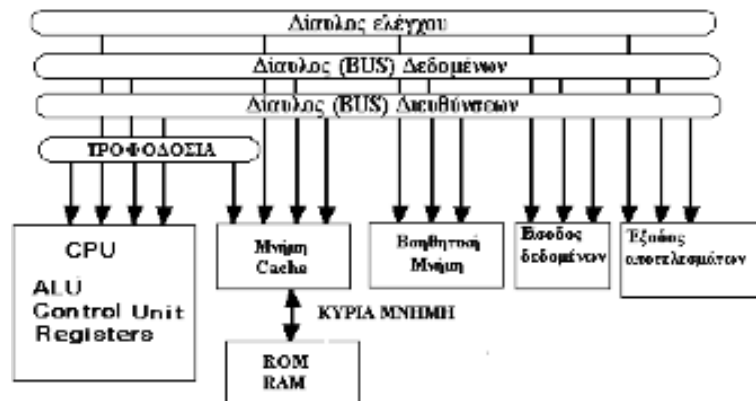 Δίαυλος ελέγχου
Δίαυλος (BUS) Δεδομένων
Δίαυλος (BUS) Διευθύνσεων
ΤΡΟΦΟΔΟΣΙΑ
CPU
ALU
Control Unit
Registers
Μνήμη
Cache
Βοηθητική
Μνήμη
Είσοδος
δεδομένων
Έξοδος
αποτελεσμάτων
ΚΥΡΙΑ ΜΝΗΜΗ
ROM
RAM